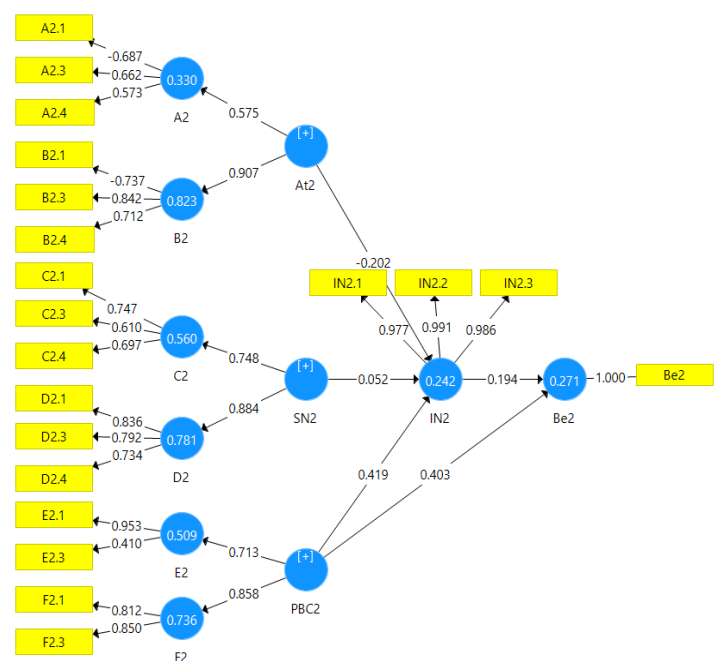 A2.1
-0.687
A2.3
0.662
0.330
A2.4
0.573
A2
0.575
[+]
At2
B2.1
-0.737
0.907
B2.3
0.842
0.823
B2.4
0.712
B2
-0.202
C2.1
0.747
IN2.1
IN2.2
IN2.3
C2.3
0.610
0.560
0.977
0.991
0.986
C2.4
0.697
C2
0.748
[+]
SN2
0.052
0.242
IN2
0.194
0.271
Be2
1.000
Be2
D2.1
0.836
0.884
D2.3
0.792
0.781
D2.4
0.734
D2
0.419
0.403
E2.1
0.953
0.509
E2.3
0.410
E2
0.713
[+]
PBC2
F2.1
0.812
0.858
0.736
F2.3
0.850
F2